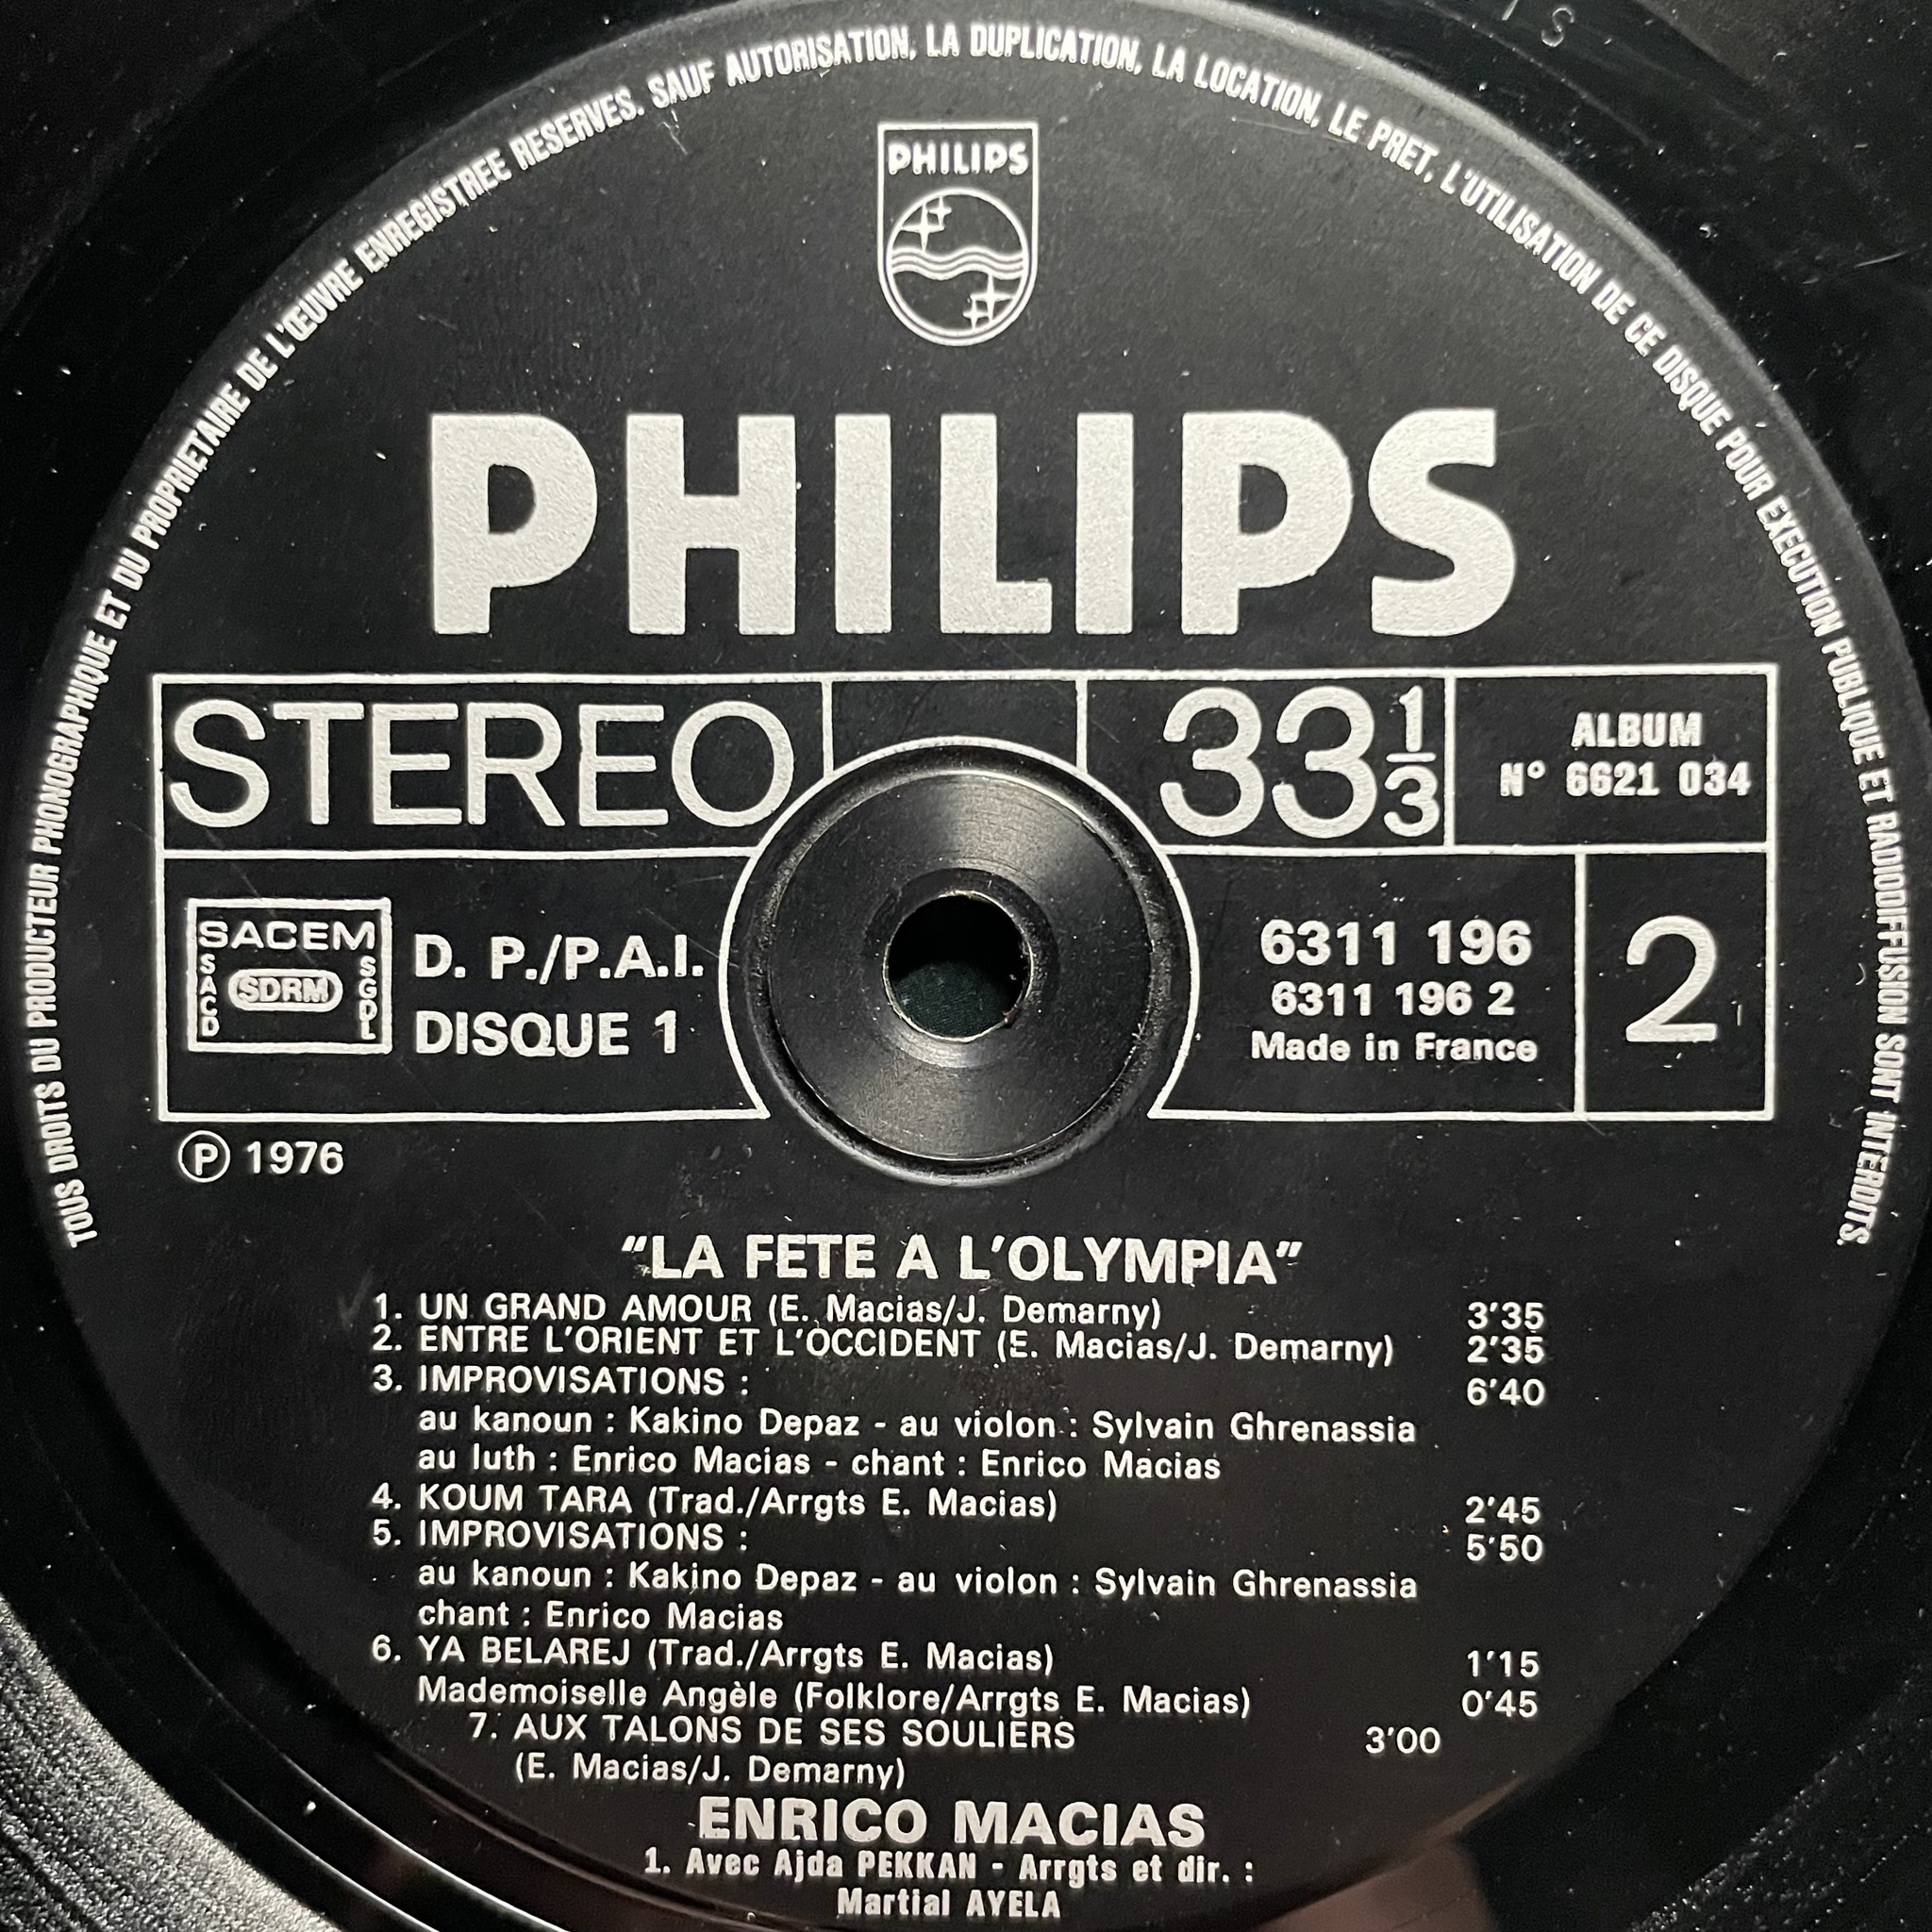 TOUS DROITS DU PRODUCTEUR PHONOGRAPHIQUE ET DU PROPRIETAIRE DE L'ŒUVRE ENREGISTREE RESERVES. SAUF AUTORISATION, LA DUPLICATION, LA LOCATION, LE PRET, L'UTILISATION DE CE DISQUE POUR EXECUTION PUBLIQUE ET RADIODIFFUSION SONT INTERDITS.
PHILIPS
PHILIPS
STEREO
33 1/3
ALBUM
N° 6621 034
SACEM
SACD
SDRM
SGDL
D. P./P.A.I.
DISQUE 1
6311 196
6311 196 2
Made in France
2
℗ 1976
"LA FETE A L'OLYMPIA"
1. UN GRAND AMOUR (E. Macias/J. Demarny) 3'35
2. ENTRE L'ORIENT ET L'OCCIDENT (E. Macias/J. Demarny) 2'35
3. IMPROVISATIONS : 6'40
au kanoun : Kakino Depaz - au violon : Sylvain Ghrenassia
au luth : Enrico Macias - chant : Enrico Macias
4. KOUM TARA (Trad./Arrgts E. Macias) 2'45
5. IMPROVISATIONS : 5'50
au kanoun : Kakino Depaz - au violon : Sylvain Ghrenassia
chant : Enrico Macias
6. YA BELAREJ (Trad./Arrgts E. Macias) 1'15
Mademoiselle Angèle (Folklore/Arrgts E. Macias) 0'45
7. AUX TALONS DE SES SOULIERS 3'00
(E. Macias/J. Demarny)
ENRICO MACIAS
1. Avec Ajda PEKKAN - Arrgts et dir. :
Martial AYELA